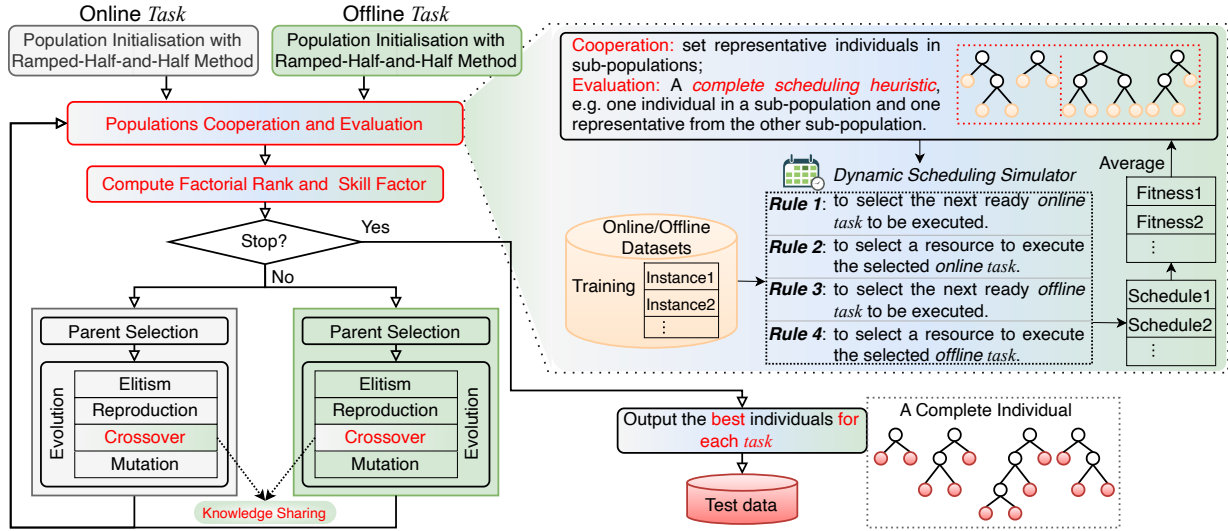 Online Task
Offline Task
Population Initialisation with
Ramped-Half-and-Half Method
Population Initialisation with
Ramped-Half-and-Half Method
Populations Cooperation and Evaluation
Compute Factorial Rank and Skill Factor
Stop?
Yes
No
Parent Selection
Evolution
Elitism
Reproduction
Crossover
Mutation
Parent Selection
Elitism
Reproduction
Crossover
Mutation
Evolution
Knowledge Sharing
Cooperation: set representative individuals in
sub-populations;
Evaluation: A complete scheduling heuristic,
e.g. one individual in a sub-population and one
representative from the other sub-population.
Dynamic Scheduling Simulator
Online/Offline
Datasets
Training
Instance1
Instance2
⋮
Rule 1: to select the next ready online
task to be executed.
Rule 2: to select a resource to execute
the selected online task.
Rule 3: to select the next ready offline
task to be executed.
Rule 4: to select a resource to execute
the selected offline task.
Average
Fitness1
Fitness2
⋮
Schedule1
Schedule2
⋮
Output the best individuals for
each task
Test data
A Complete Individual